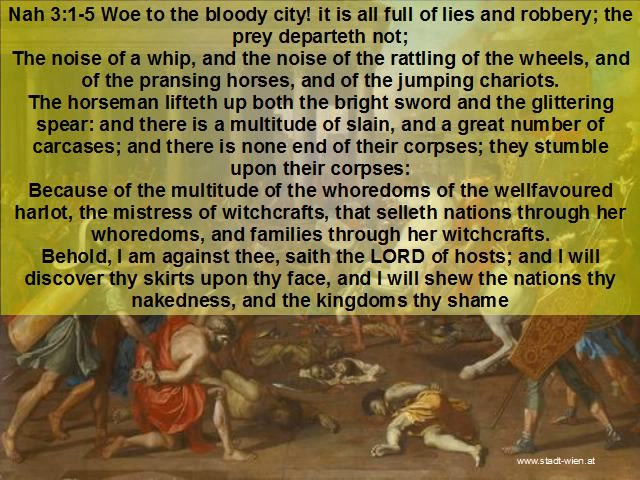 Nah 3:1-5 Woe to the bloody city! it is all full of lies and robbery; the
prey departeth not;
The noise of a whip, and the noise of the rattling of the wheels, and
of the pransing horses, and of the jumping chariots.
The horseman lifteth up both the bright sword and the glittering
spear: and there is a multitude of slain, and a great number of
carcases; and there is none end of their corpses; they stumble
upon their corpses:
Because of the multitude of the whoredoms of the wellfavoured
harlot, the mistress of witchcrafts, that selleth nations through her
whoredoms, and families through her witchcrafts.
Behold, I am against thee, saith the LORD of hosts; and I will
discover thy skirts upon thy face, and I will shew the nations thy
nakedness, and the kingdoms thy shame
www.stadt-wien.at